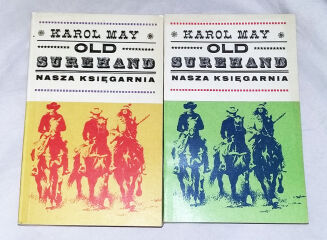 KAROL MAY
OLD
SUREHAND
NASZA KSIĘGARNIA
KAROL MAY
OLD
SUREHAND
NASZA KSIĘGARNIA